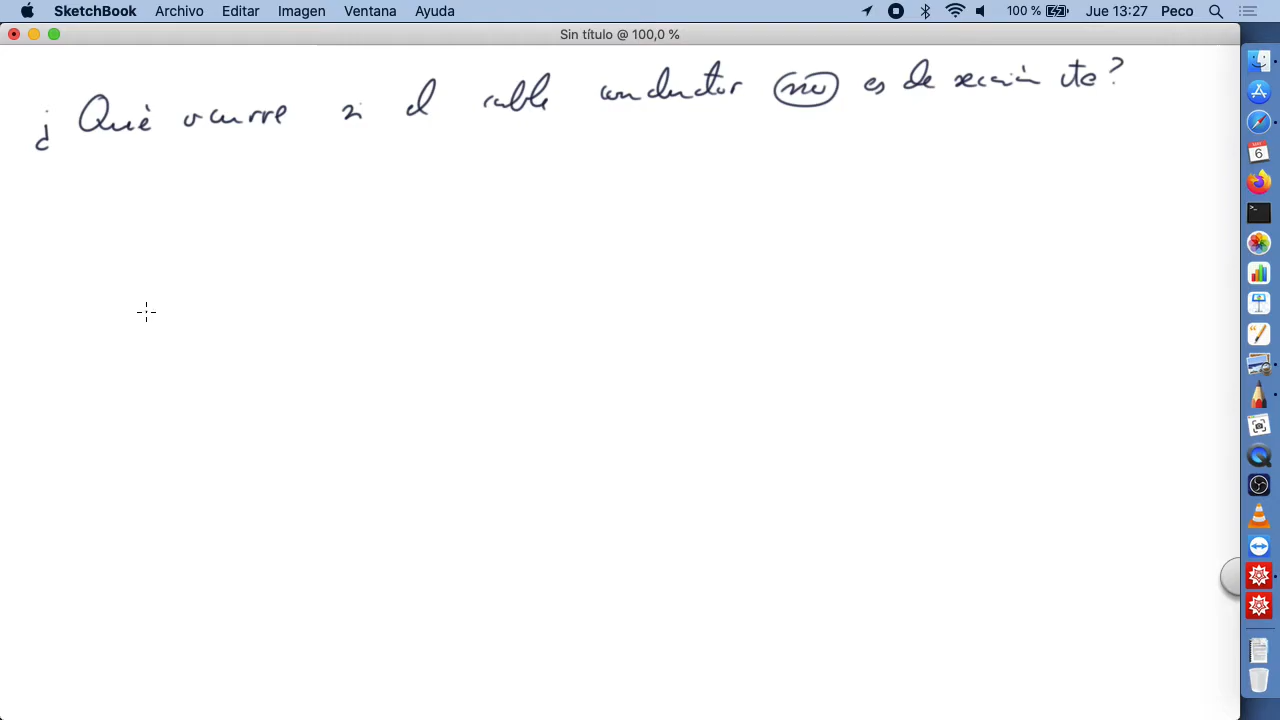 SketchBook Archivo Editar Imagen Ventana Ayuda 100 % Jue 13:27 Peco
Sin título @ 100,0 %
¿Qué ocurre si el cable conductor no es de sección cte?
6